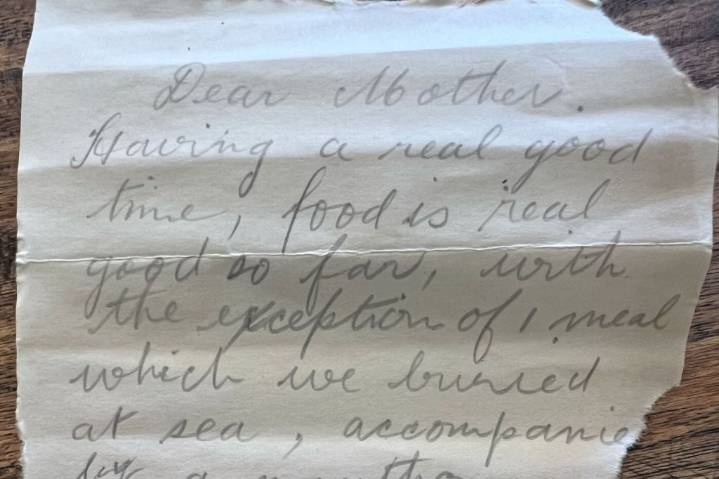 Dear Mother.
Having a real good
time, food is real
good so far, with
the exception of 1 meal
which we buried
at sea, accompanie
by a